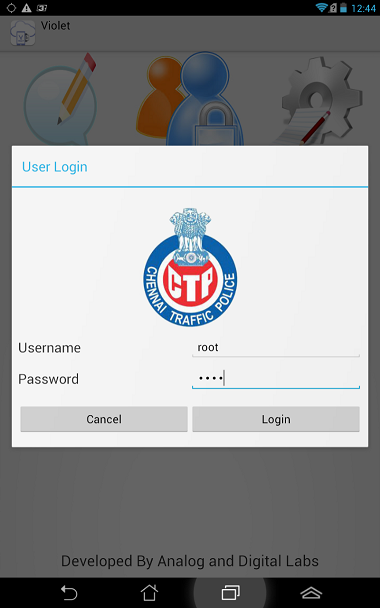 12:44
Violet
User Login
CHENNAI TRAFFIC POLICE
CTP
Username
root
Password
••••
Cancel
Login
Developed By Analog and Digital Labs